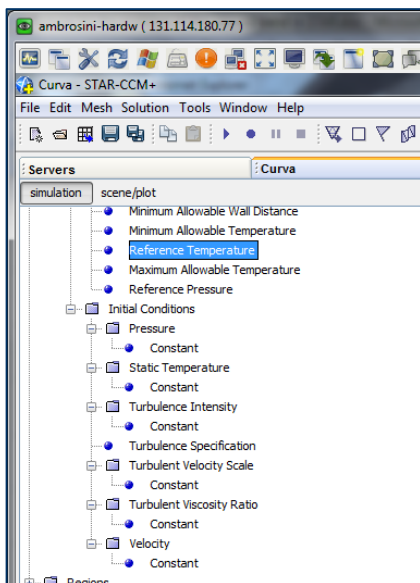 ambrosini-hardw ( 131.114.180.77 )
Curva - STAR-CCM+
File Edit Mesh Solution Tools Window Help
Servers
Curva
simulation scene/plot
Minimum Allowable Wall Distance
Minimum Allowable Temperature
Reference Temperature
Maximum Allowable Temperature
Reference Pressure
Initial Conditions
Pressure
Constant
Static Temperature
Constant
Turbulence Intensity
Constant
Turbulence Specification
Turbulent Velocity Scale
Constant
Turbulent Viscosity Ratio
Constant
Velocity
Constant
Regions